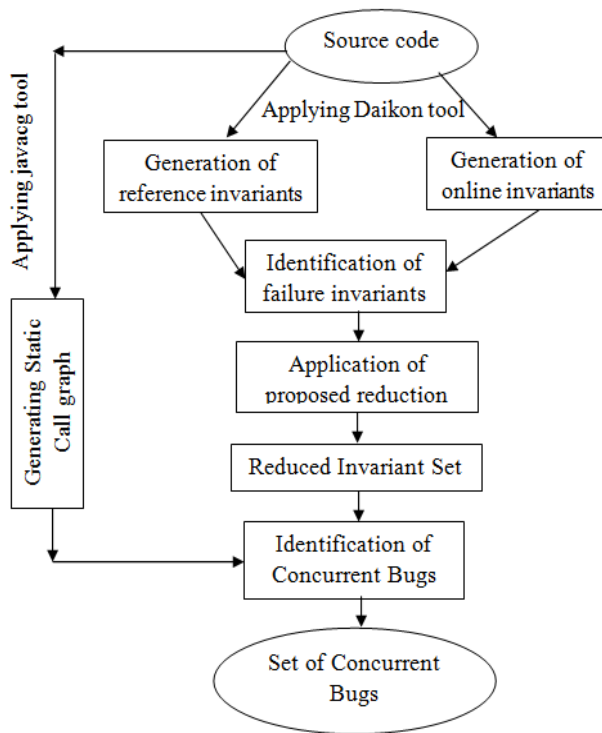 Source code
Applying javacg tool
Applying Daikon tool
Generation of
reference invariants
Generation of
online invariants
Identification of
failure invariants
Generating Static
Call graph
Application of
proposed reduction
Reduced Invariant Set
Identification of
Concurrent Bugs
Set of Concurrent
Bugs